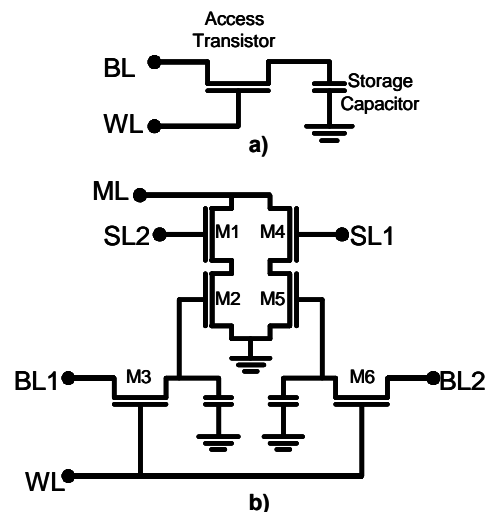 Access
Transistor
BL
Storage
Capacitor
WL
a)
ML
SL2
M1
M4
SL1
M2
M5
BL1
M3
M6
BL2
WL
b)